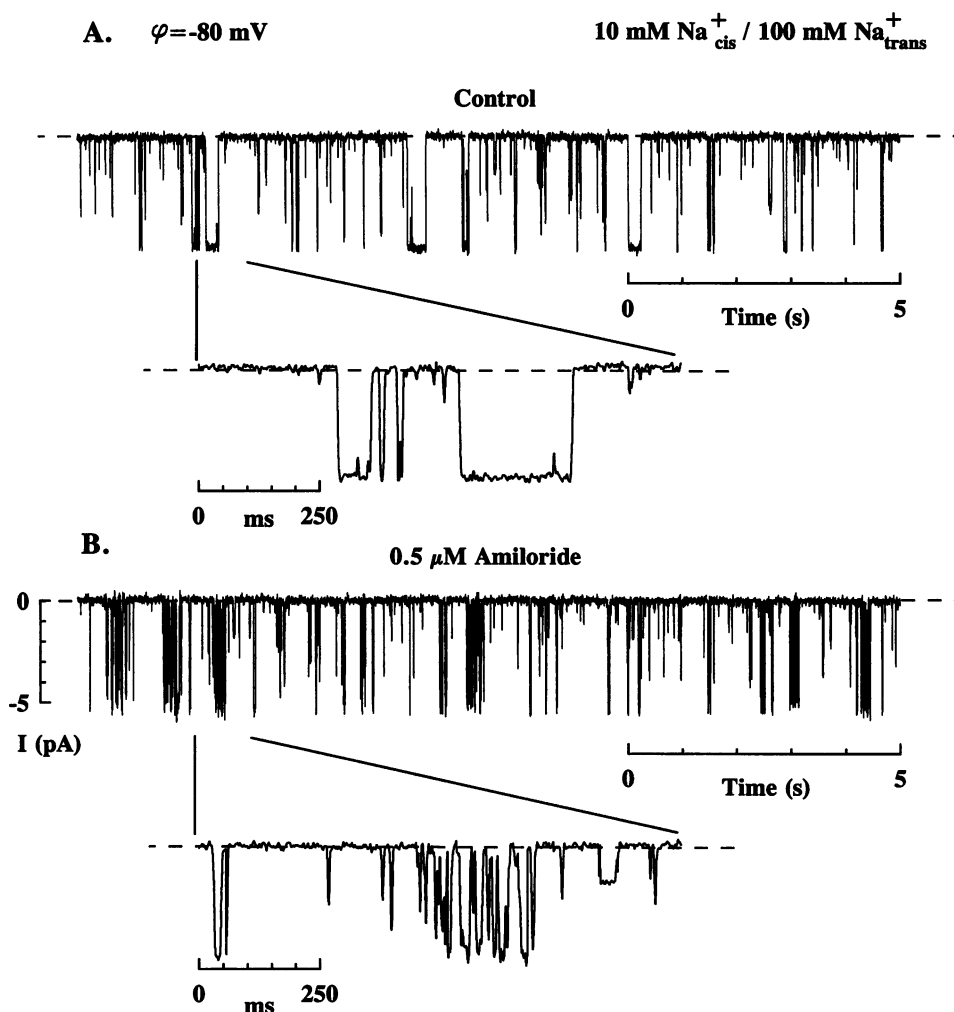 A. φ=-80 mV 10 mM Na+cis / 100 mM Na+trans
Control
0 5
Time (s)
0 ms 250
B. 0.5 μM Amiloride
0
-5
I (pA)
0 5
Time (s)
0 ms 250